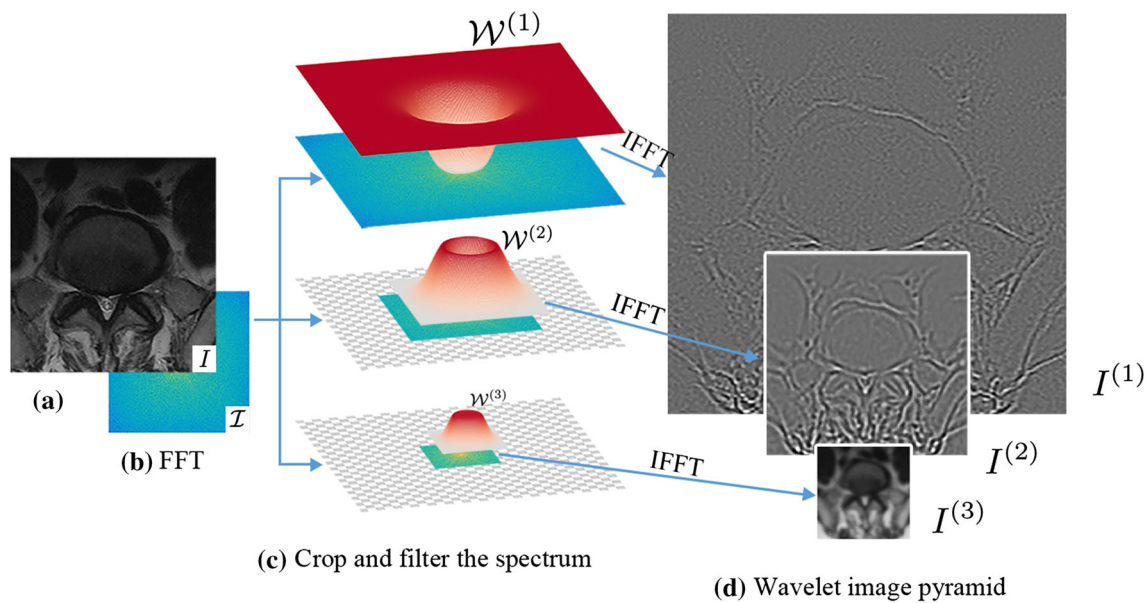 𝒲^(1)
IFFT
I
(a)
ℐ
(b) FFT
𝒲^(2)
IFFT
𝒲^(3)
IFFT
I^(1)
I^(2)
I^(3)
(c) Crop and filter the spectrum
(d) Wavelet image pyramid